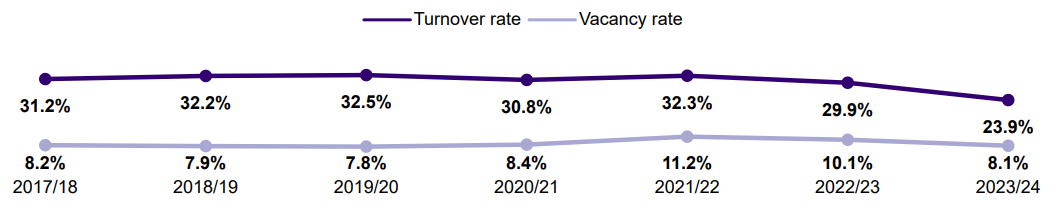 Turnover rate Vacancy rate
31.2% 32.2% 32.5% 30.8% 32.3% 29.9% 23.9%
8.2% 7.9% 7.8% 8.4% 11.2% 10.1% 8.1%
2017/18 2018/19 2019/20 2020/21 2021/22 2022/23 2023/24